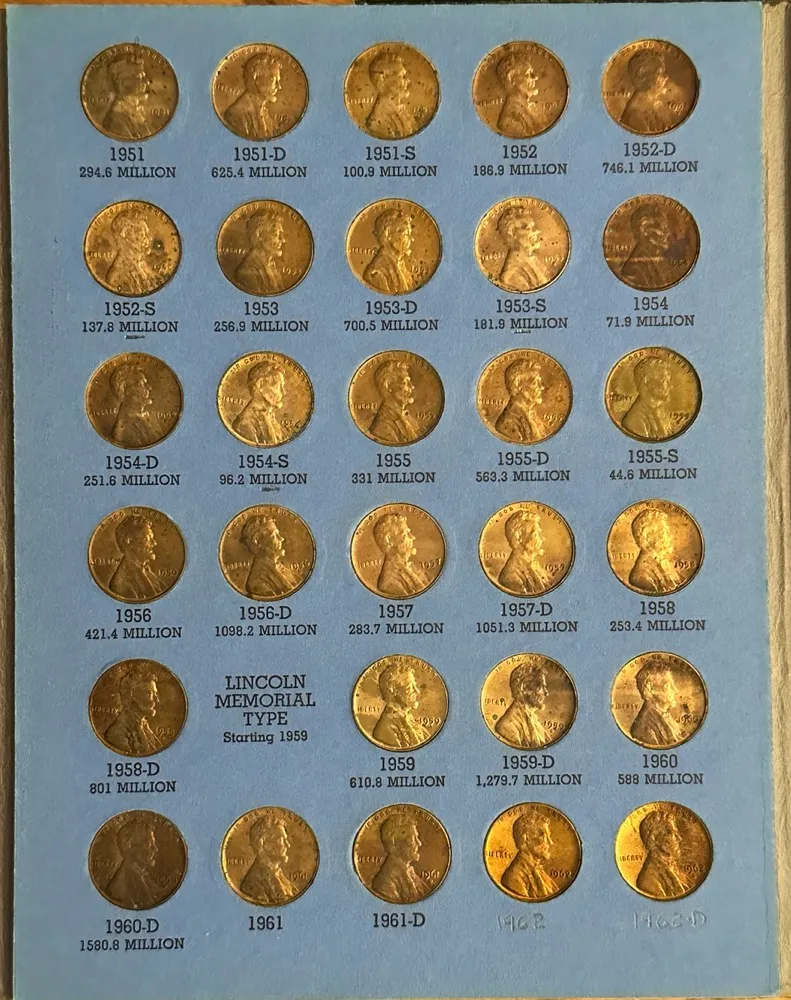 1951 1951-D 1951-S 1952 1952-D
294.6 MILLION 625.4 MILLION 100.9 MILLION 186.9 MILLION 746.1 MILLION
1952-S 1953 1953-D 1953-S 1954
137.8 MILLION 256.9 MILLION 700.5 MILLION 181.9 MILLION 71.9 MILLION
1954-D 1954-S 1955 1955-D 1955-S
251.6 MILLION 96.2 MILLION 331 MILLION 563.3 MILLION 44.6 MILLION
1956 1956-D 1957 1957-D 1958
421.4 MILLION 1098.2 MILLION 283.7 MILLION 1051.3 MILLION 253.4 MILLION
LINCOLN
MEMORIAL
TYPE
Starting 1959
1958-D 1959 1959-D 1960
801 MILLION 610.8 MILLION 1,279.7 MILLION 588 MILLION
1960-D 1961 1961-D 1962 1962-D
1580.8 MILLION